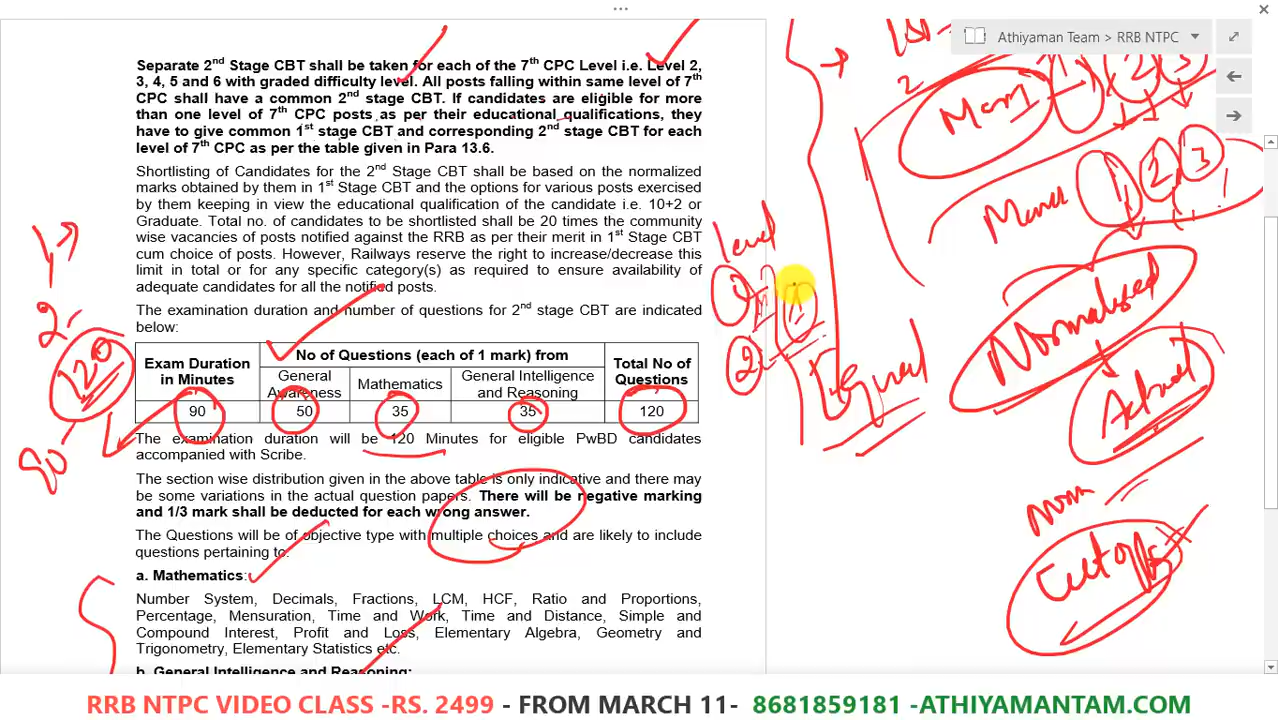 Athiyaman Team > RRB NTPC
Separate 2nd Stage CBT shall be taken for each of the 7th CPC Level i.e. Level 2,
3, 4, 5 and 6 with graded difficulty level. All posts falling within same level of 7th
CPC shall have a common 2nd stage CBT. If candidates are eligible for more
than one level of 7th CPC posts as per their educational qualifications, they
have to give common 1st stage CBT and corresponding 2nd stage CBT for each
level of 7th CPC as per the table given in Para 13.6.
Shortlisting of Candidates for the 2nd Stage CBT shall be based on the normalized
marks obtained by them in 1st Stage CBT and the options for various posts exercised
by them keeping in view the educational qualification of the candidate i.e. 10+2 or
Graduate. Total no. of candidates to be shortlisted shall be 20 times the community
wise vacancies of posts notified against the RRB as per their merit in 1st Stage CBT
cum choice of posts. However, Railways reserve the right to increase/decrease this
limit in total or for any specific category(s) as required to ensure availability of
adequate candidates for all the notified posts.
The examination duration and number of questions for 2nd stage CBT are indicated
below:
Exam Duration in Minutes
No of Questions (each of 1 mark) from
Total No of Questions
General Awareness
Mathematics
General Intelligence and Reasoning
90 50 35 35 120
The examination duration will be 120 Minutes for eligible PwBD candidates
accompanied with Scribe.
The section wise distribution given in the above table is only indicative and there may
be some variations in the actual question papers. There will be negative marking
and 1/3 mark shall be deducted for each wrong answer.
The Questions will be of objective type with multiple choices and are likely to include
questions pertaining to:
a. Mathematics:
Number System, Decimals, Fractions, LCM, HCF, Ratio and Proportions,
Percentage, Mensuration, Time and Work, Time and Distance, Simple and
Compound Interest, Profit and Loss, Elementary Algebra, Geometry and
Trigonometry, Elementary Statistics etc.
b. General Intelligence and Reasoning:
2
120
90
level
1
2
2
1 2 3
1 2 3
Normalised
Actual
Cut off
RRB NTPC VIDEO CLASS -RS. 2499 - FROM MARCH 11- 8681859181 -ATHIYAMANTAM.COM